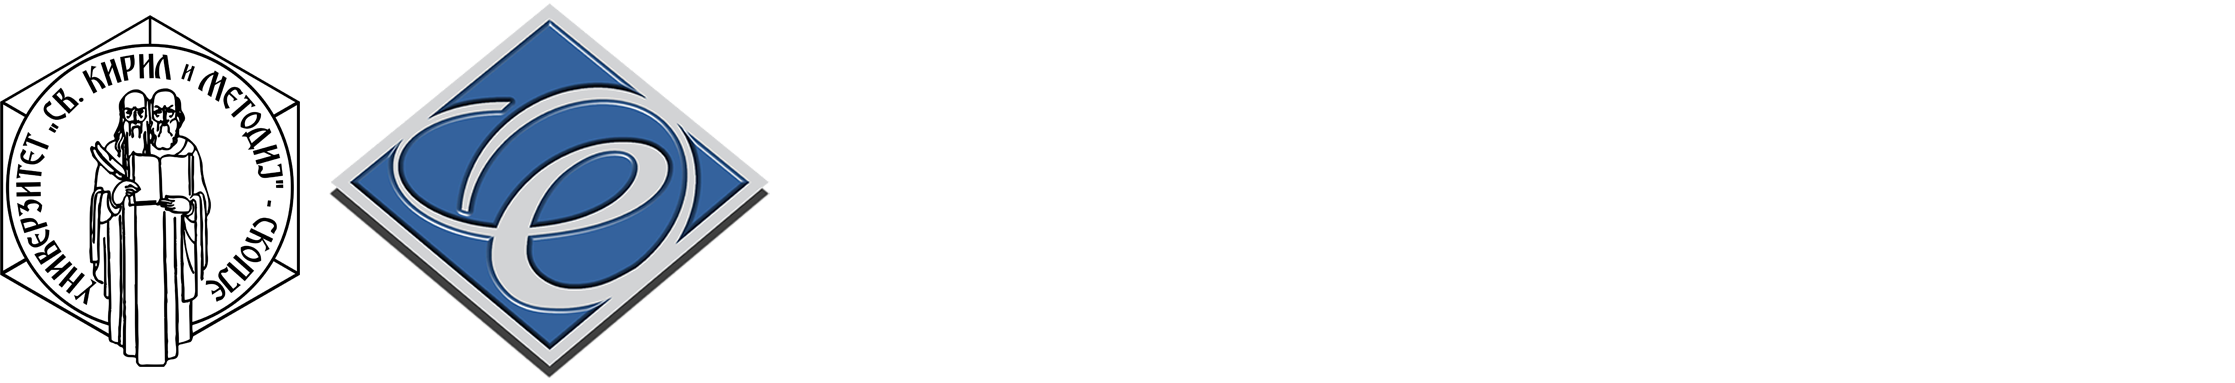 УНИВЕРЗИТЕТ "СВ. КИРИЛ и МЕТОДИЈ" - СКОПЈЕ